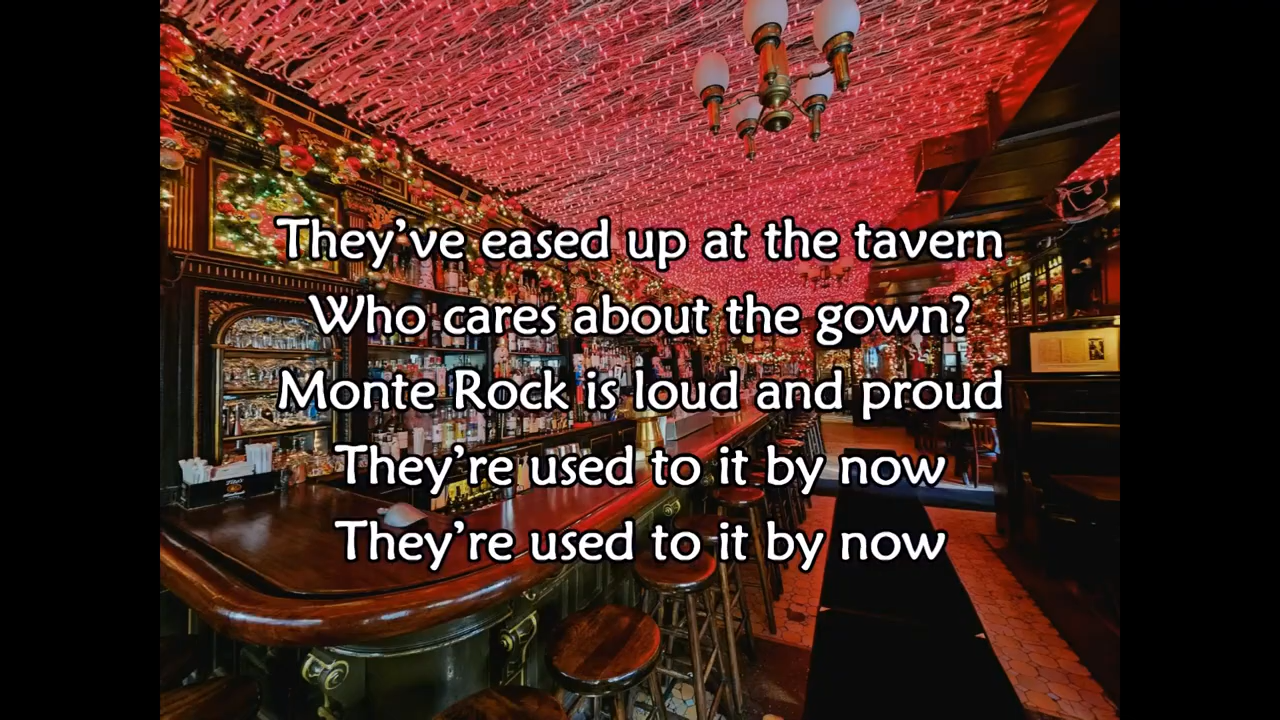 They’ve eased up at the tavern
Who cares about the gown?
Monte Rock is loud and proud
They’re used to it by now
They’re used to it by now